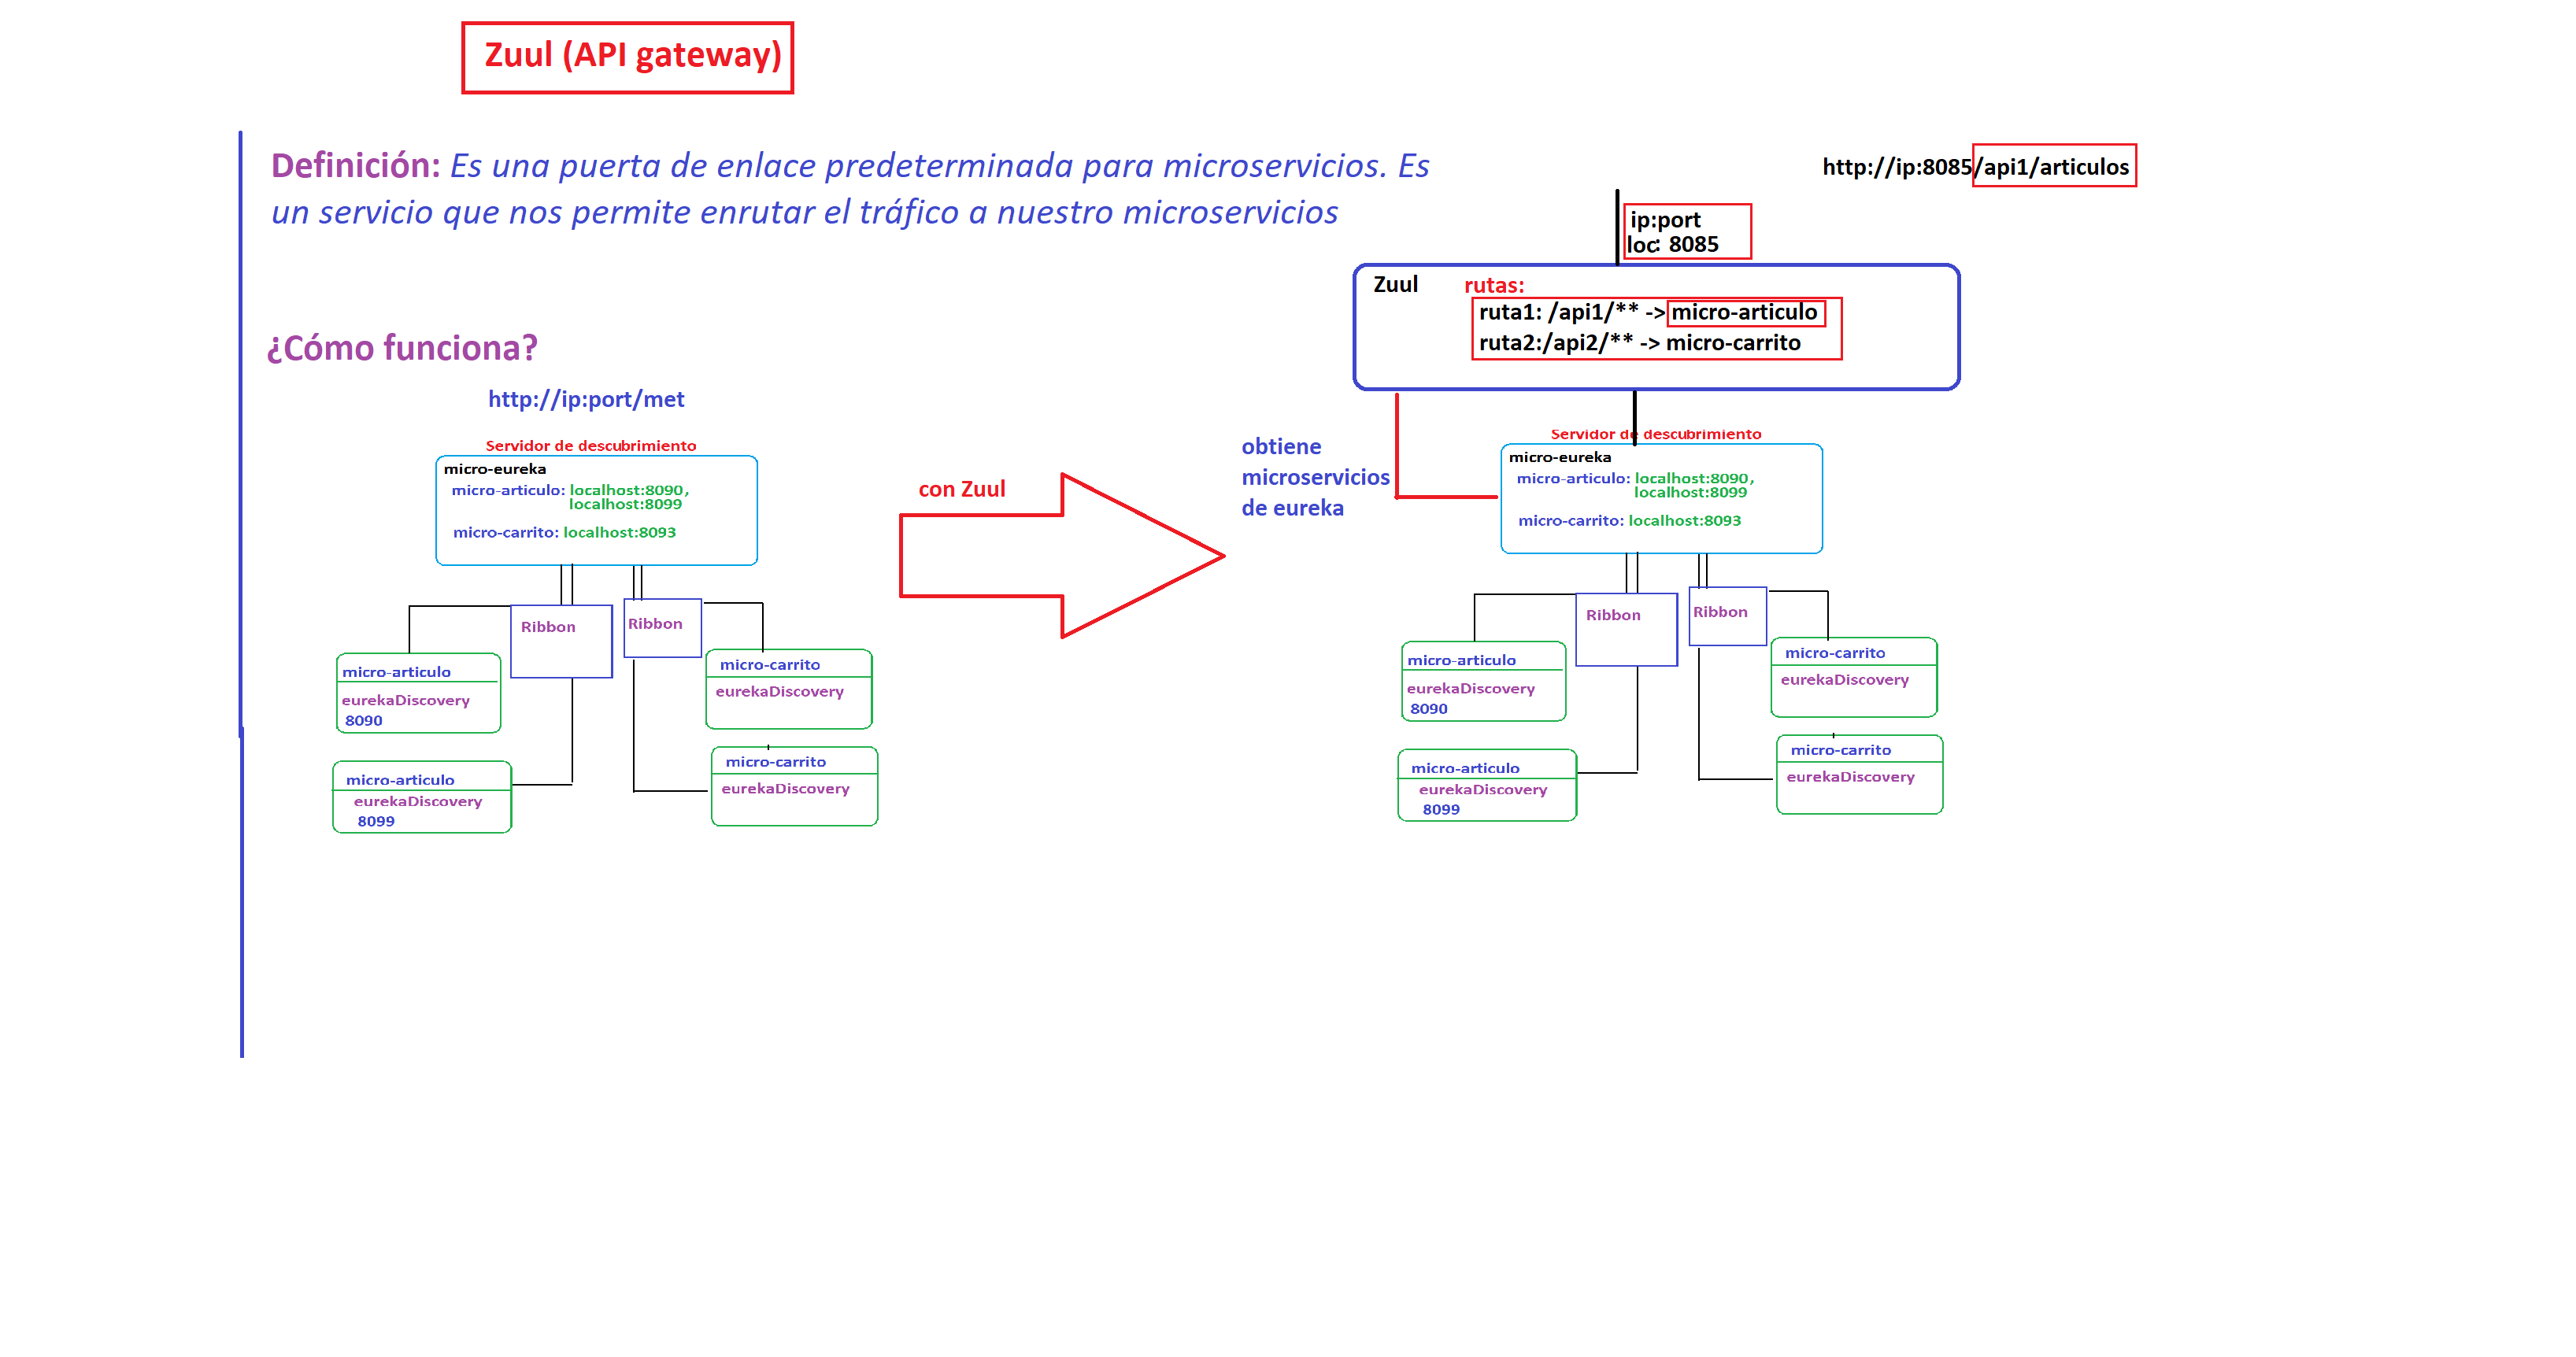 Zuul (API gateway)
Definición: Es una puerta de enlace predeterminada para microservicios. Es
un servicio que nos permite enrutar el tráfico a nuestro microservicios
¿Cómo funciona?
http://ip:port/met
Servidor de descubrimiento
micro-eureka
micro-articulo: localhost:8090,
localhost:8099
micro-carrito: localhost:8093
Ribbon
Ribbon
micro-articulo
eurekaDiscovery
8090
micro-carrito
eurekaDiscovery
micro-articulo
eurekaDiscovery
8099
micro-carrito
eurekaDiscovery
con Zuul
http://ip:8085/api1/articulos
ip:port
loc: 8085
Zuul
rutas:
ruta1: /api1/** -> micro-articulo
ruta2:/api2/** -> micro-carrito
obtiene
microservicios
de eureka
Servidor de descubrimiento
micro-eureka
micro-articulo: localhost:8090,
localhost:8099
micro-carrito: localhost:8093
Ribbon
Ribbon
micro-articulo
eurekaDiscovery
8090
micro-carrito
eurekaDiscovery
micro-articulo
eurekaDiscovery
8099
micro-carrito
eurekaDiscovery